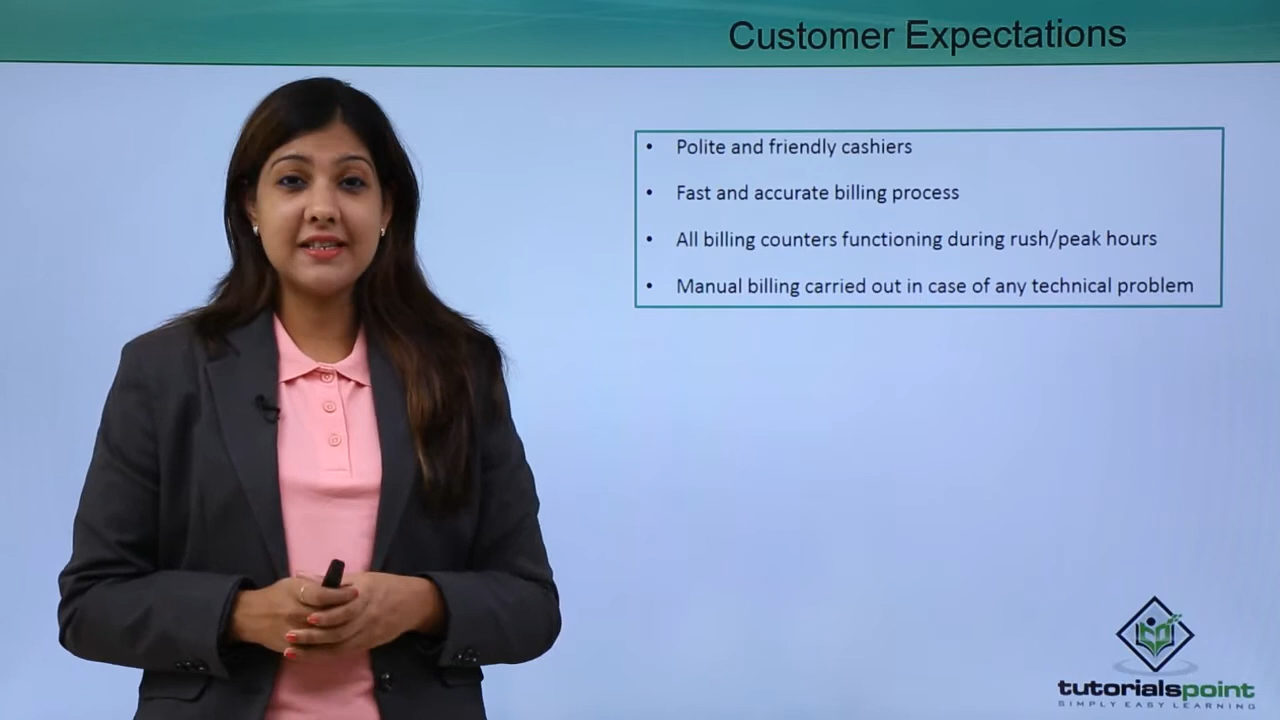 Customer Expectations
• Polite and friendly cashiers
• Fast and accurate billing process
• All billing counters functioning during rush/peak hours
• Manual billing carried out in case of any technical problem
tutorialspoint
SIMPLY EASY LEARNING